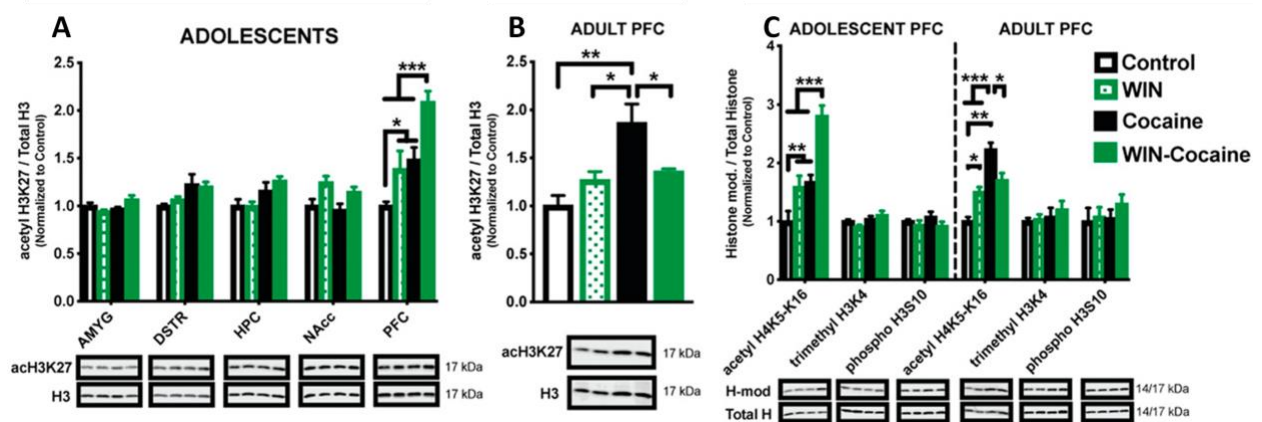 A
ADOLESCENTS
acetyl H3K27 / Total H3
(Normalized to Control)
2.5
2.0
1.5
1.0
0.5
0.0
***
*
AMYG
DSTR
HPC
NAcc
PFC
acH3K27
17 kDa
H3
17 kDa
B
ADULT PFC
acetyl H3K27 / Total H3
(Normalized to Control)
2.5
2.0
1.5
1.0
0.5
0.0
**
*
*
acH3K27
17 kDa
H3
17 kDa
C
ADOLESCENT PFC
ADULT PFC
Histone mod. / Total Histone
(Normalized to Control)
4
3
2
1
0
***
**
***
*
**
*
acetyl H4K5-K16
trimethyl H3K4
phospho H3S10
acetyl H4K5-K16
trimethyl H3K4
phospho H3S10
H-mod
14/17 kDa
Total H
14/17 kDa
Control
WIN
Cocaine
WIN-Cocaine